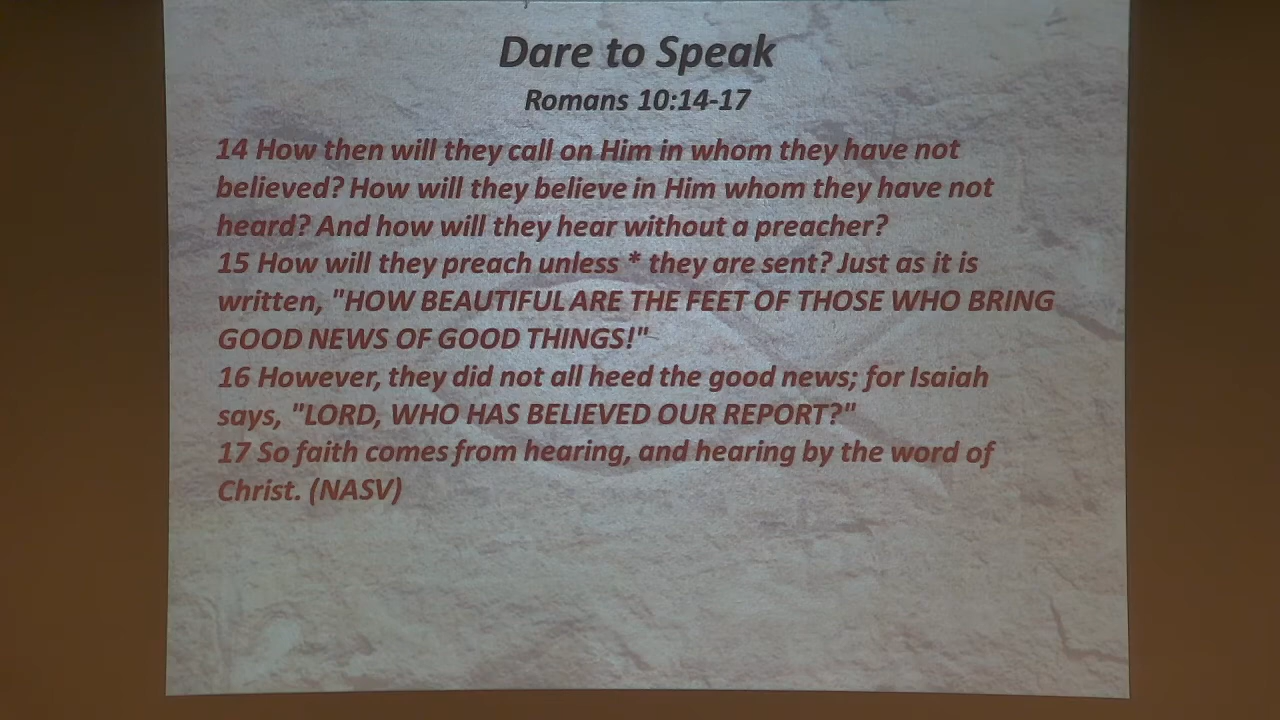 Dare to Speak
Romans 10:14-17
14 How then will they call on Him in whom they have not
believed? How will they believe in Him whom they have not
heard? And how will they hear without a preacher?
15 How will they preach unless * they are sent? Just as it is
written, "HOW BEAUTIFUL ARE THE FEET OF THOSE WHO BRING
GOOD NEWS OF GOOD THINGS!"
16 However, they did not all heed the good news; for Isaiah
says, "LORD, WHO HAS BELIEVED OUR REPORT?"
17 So faith comes from hearing, and hearing by the word of
Christ. (NASV)